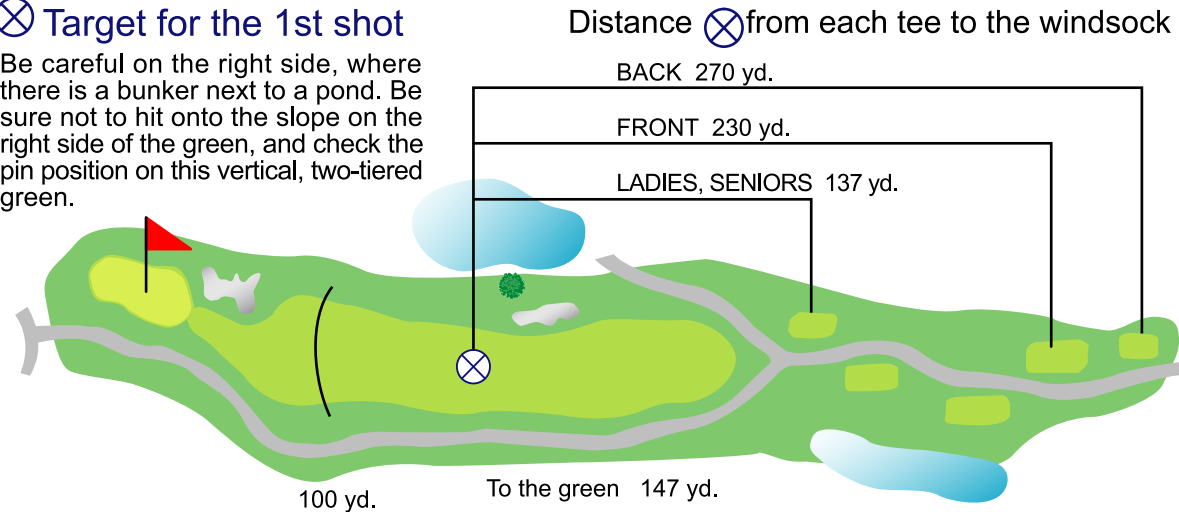 Target for the 1st shot
Be careful on the right side, where
there is a bunker next to a pond. Be
sure not to hit onto the slope on the
right side of the green, and check the
pin position on this vertical, two-tiered
green.
Distance from each tee to the windsock
BACK 270 yd.
FRONT 230 yd.
LADIES, SENIORS 137 yd.
100 yd.
To the green 147 yd.